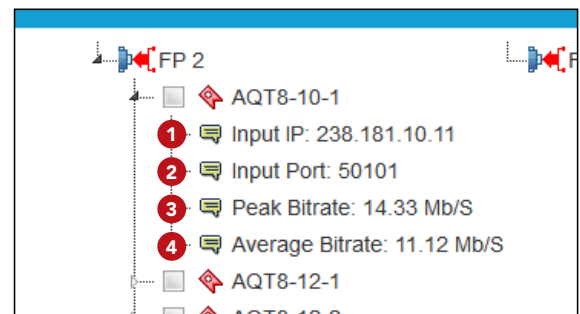 FP 2
AQT8-10-1
1 Input IP: 238.181.10.11
2 Input Port: 50101
3 Peak Bitrate: 14.33 Mb/S
4 Average Bitrate: 11.12 Mb/S
AQT8-12-1